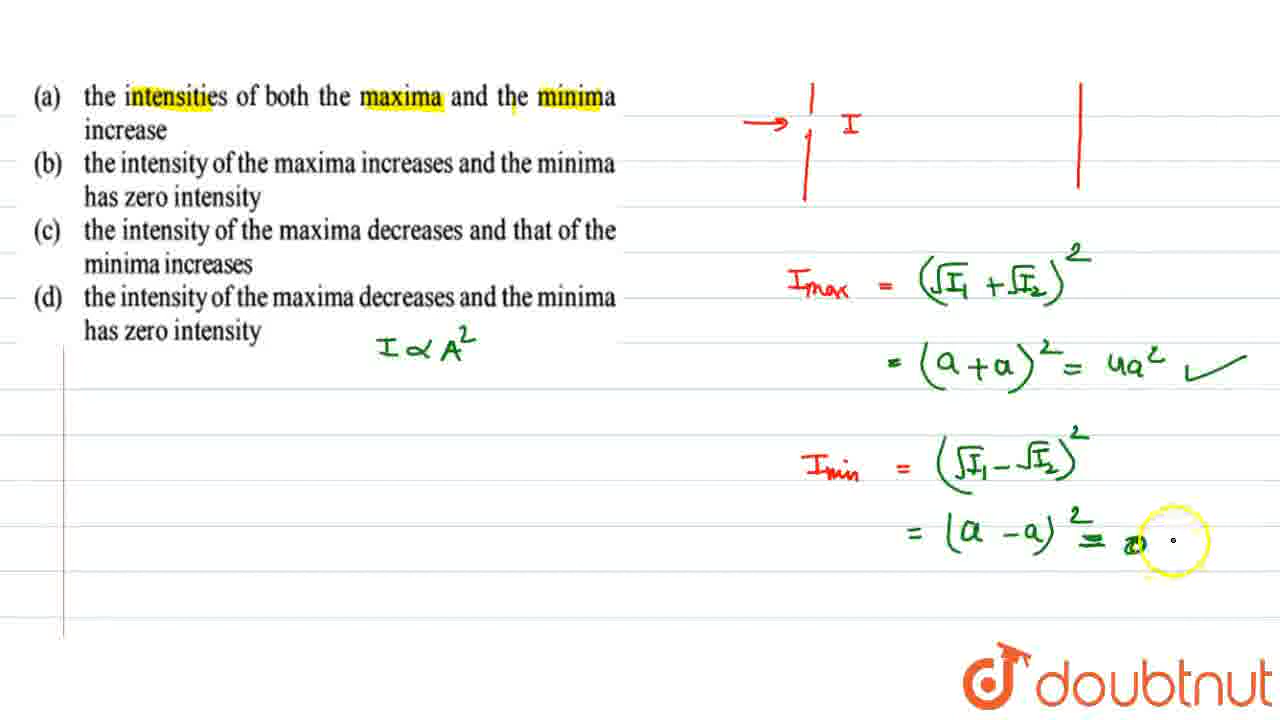 (a) the intensities of both the maxima and the minima
increase
(b) the intensity of the maxima increases and the minima
has zero intensity
(c) the intensity of the maxima decreases and that of the
minima increases
(d) the intensity of the maxima decreases and the minima
has zero intensity
I ∝ A²
→ I
Imax = (√I₁ + √I₂)²
= (a + a)² = 4a² ✓
Imin = (√I₁ − √I₂)²
= (a − a)² = 0
doubtnut